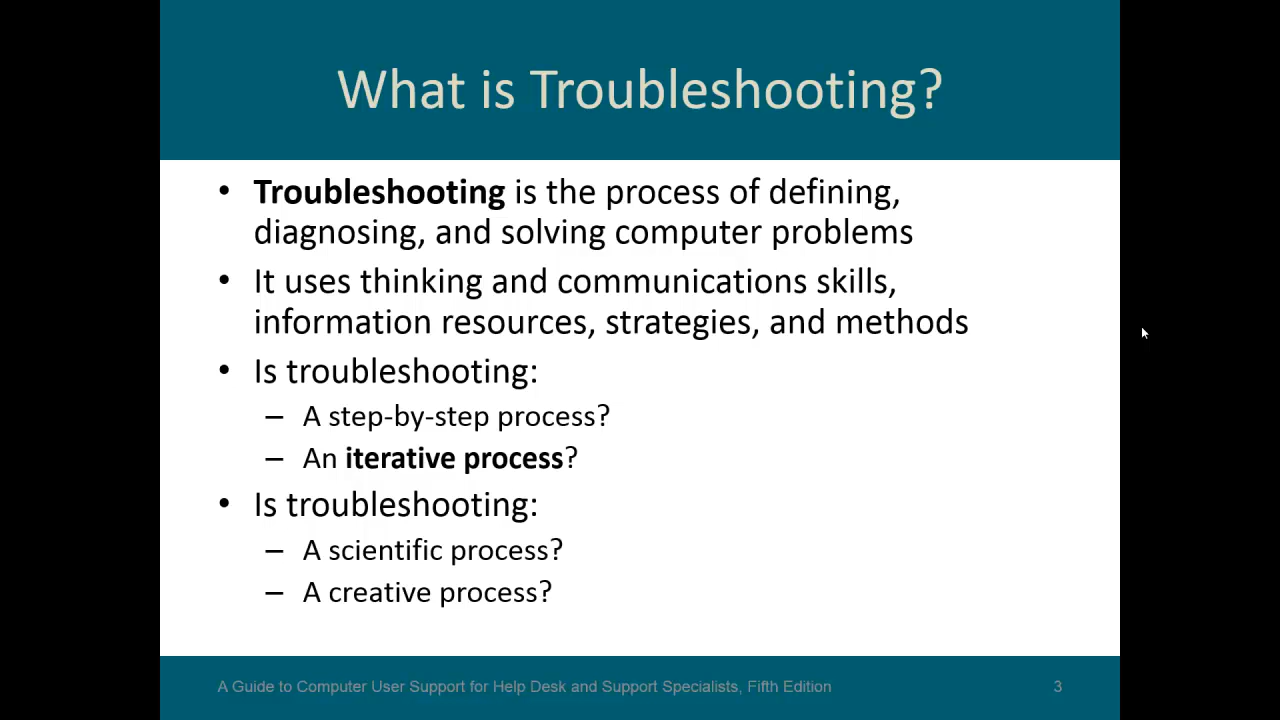 What is Troubleshooting?
• Troubleshooting is the process of defining,
diagnosing, and solving computer problems
• It uses thinking and communications skills,
information resources, strategies, and methods
• Is troubleshooting:
– A step-by-step process?
– An iterative process?
• Is troubleshooting:
– A scientific process?
– A creative process?
A Guide to Computer User Support for Help Desk and Support Specialists, Fifth Edition
3